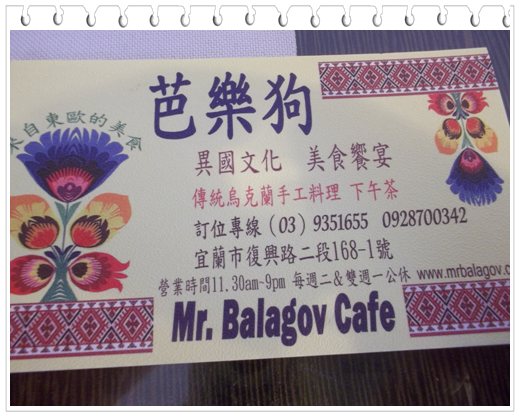 來自東歐的美食
芭樂狗
異國文化 美食饗宴
傳統烏克蘭手工料理 下午茶
訂位專線(03)9351655 0928700342
宜蘭市復興路二段168-1號
營業時間11.30am~9pm 每週二&雙週一公休 www.mrbalagov.c
Mr. Balagov Cafe